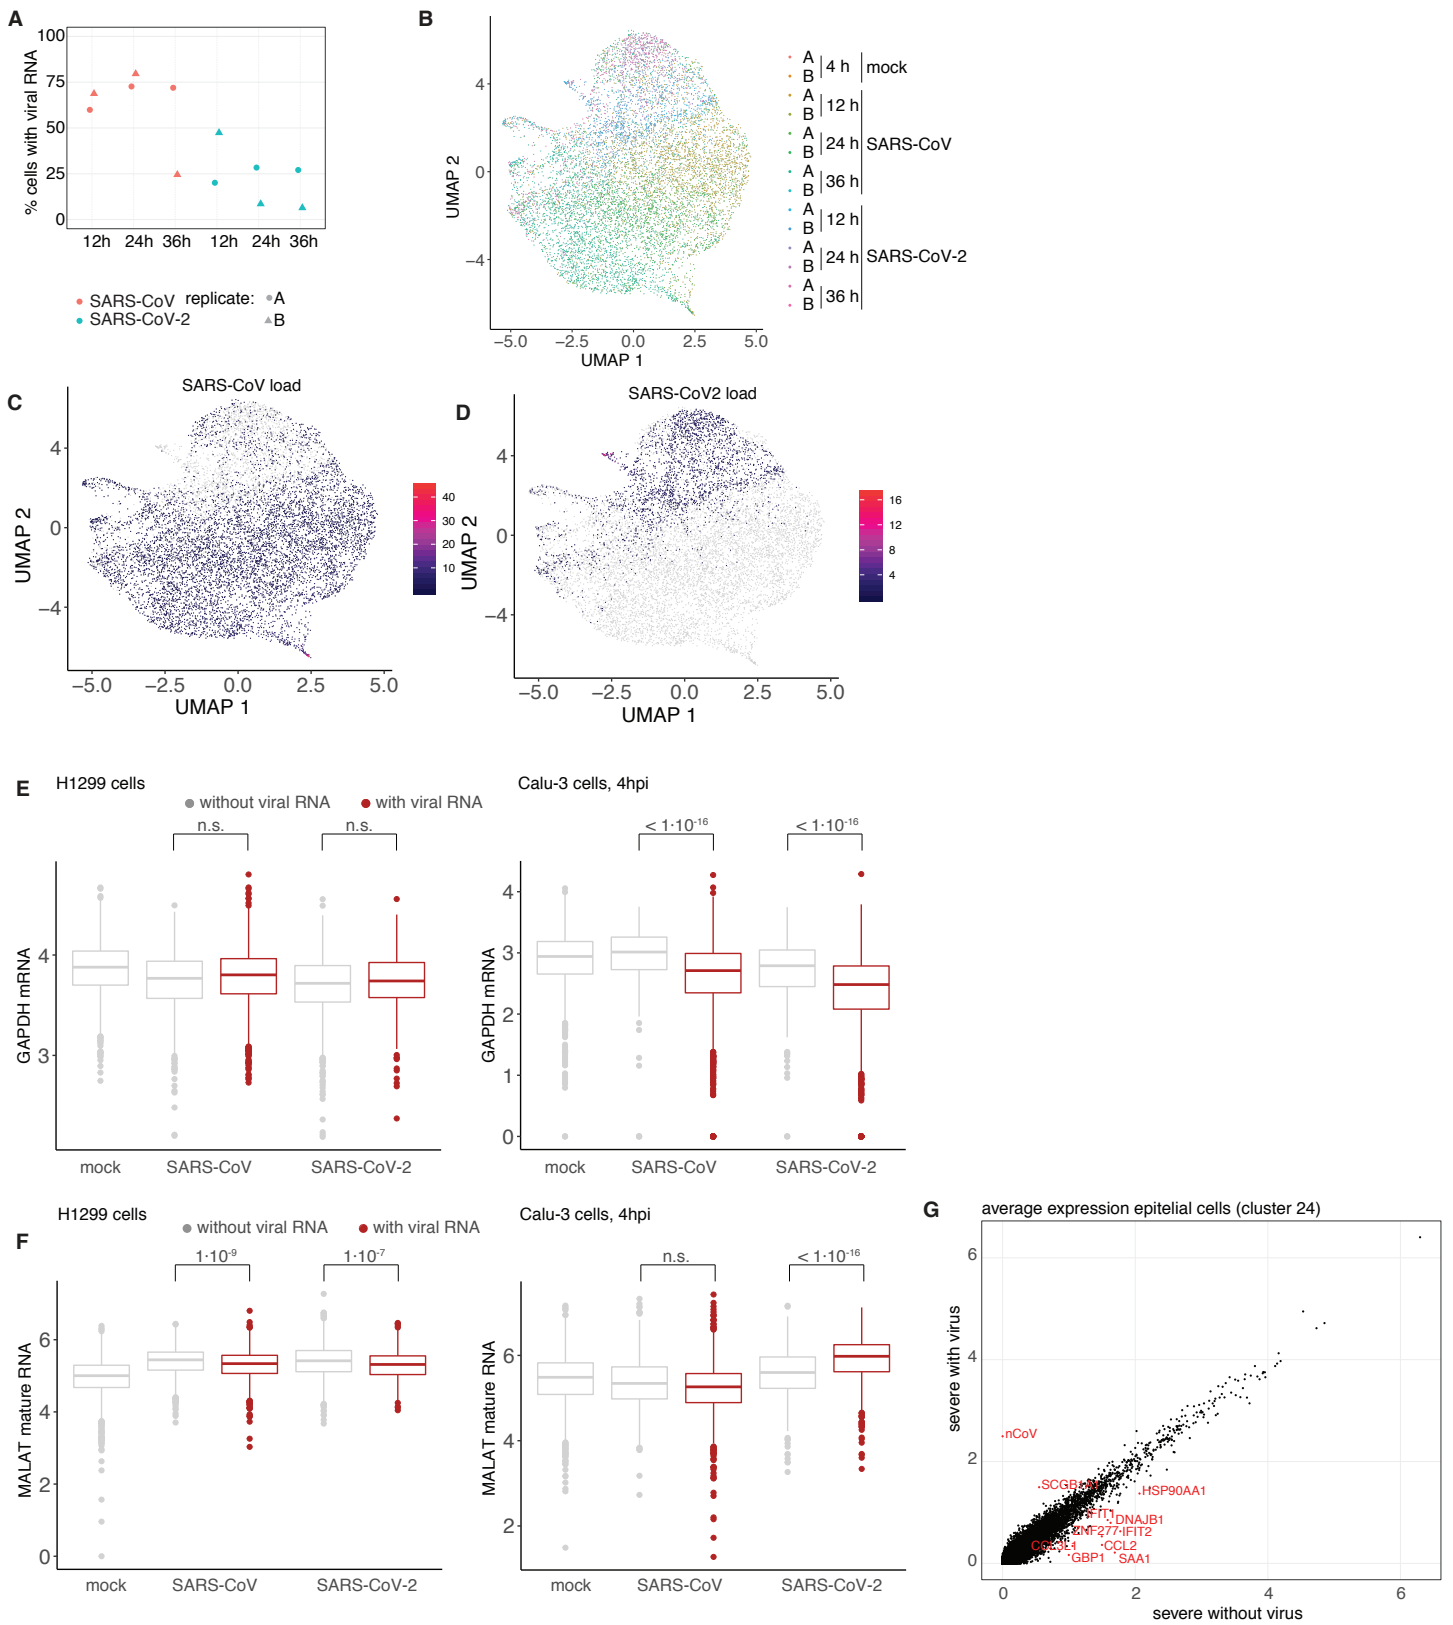 A
% cells with viral RNA
100
75
50
25
0
12h 24h 36h 12h 24h 36h
SARS-CoV
SARS-CoV-2
replicate:
A
B
B
UMAP 2
4
0
−4
−5.0 −2.5 0.0 2.5 5.0
UMAP 1
A
B
4 h
mock
A
B
12 h
A
B
24 h
SARS-CoV
A
B
36 h
A
B
12 h
A
B
24 h
SARS-CoV-2
A
B
36 h
C
SARS-CoV load
UMAP 2
4
0
−4
−5.0 −2.5 0.0 2.5 5.0
UMAP 1
40
30
20
10
D
SARS-CoV2 load
UMAP 2
4
0
−4
−5.0 −2.5 0.0 2.5 5.0
UMAP 1
16
12
8
4
E
H1299 cells
without viral RNA
with viral RNA
n.s.
n.s.
GAPDH mRNA
4
3
mock SARS-CoV SARS-CoV-2
Calu-3 cells, 4hpi
< 1·10-16
< 1·10-16
GAPDH mRNA
4
3
2
1
0
mock SARS-CoV SARS-CoV-2
F
H1299 cells
without viral RNA
with viral RNA
1·10-9
1·10-7
MALAT mature RNA
6
4
2
0
mock SARS-CoV SARS-CoV-2
Calu-3 cells, 4hpi
n.s.
< 1·10-16
MALAT mature RNA
6
4
2
mock SARS-CoV SARS-CoV-2
G
average expression epitelial cells (cluster 24)
severe with virus
6
4
2
0
nCoV
HSP90AA1
DNAJB1
ZNF277
IFIT2
CCL3L1
CCL2
GBP1
SAA1
0 2 4 6
severe without virus